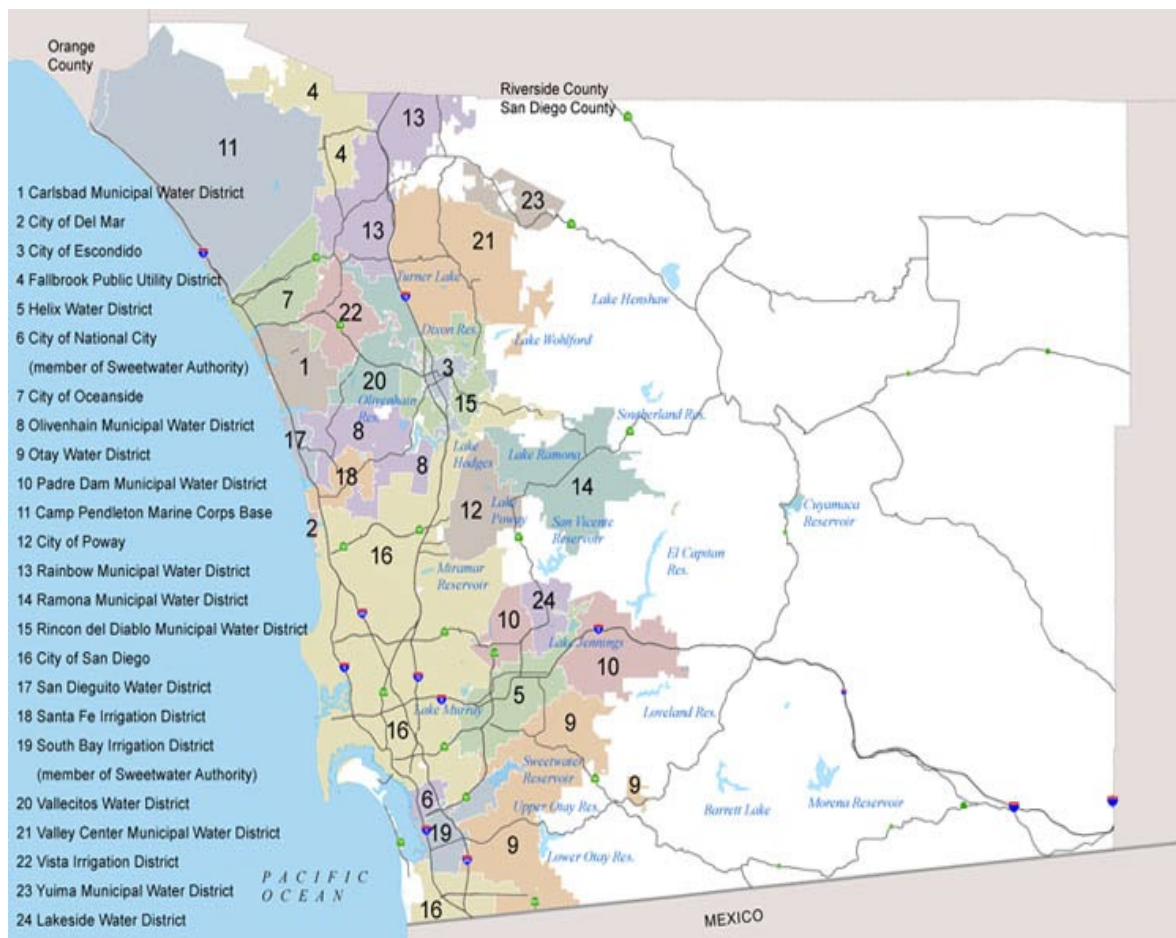 Orange
County
Riverside County
San Diego County
4
13
11
4
23
1 Carlsbad Municipal Water District
2 City of Del Mar
3 City of Escondido
4 Fallbrook Public Utility District
5 Helix Water District
6 City of National City
(member of Sweetwater Authority)
7 City of Oceanside
8 Olivenhain Municipal Water District
9 Otay Water District
10 Padre Dam Municipal Water District
11 Camp Pendleton Marine Corps Base
12 City of Poway
13 Rainbow Municipal Water District
14 Ramona Municipal Water District
15 Rincon del Diablo Municipal Water District
16 City of San Diego
17 San Dieguito Water District
18 Santa Fe Irrigation District
19 South Bay Irrigation District
(member of Sweetwater Authority)
20 Vallecitos Water District
21 Valley Center Municipal Water District
22 Vista Irrigation District
23 Yuima Municipal Water District
24 Lakeside Water District
13
21
Turner Lake
Lake Henshaw
7
22
Dixon Res.
Lake Wohlford
1
3
20
Olivenhain
Res.
15
Southerland Res.
17
8
Lake
Hodges
Lake Ramona
18
8
14
12
Lake
Poway
San Vicente
Reservoir
Cuyamaca
Reservoir
2
16
Miramar
Reservoir
El Capitan
Res.
24
10
Lake Jennings
10
5
Lake Murray
Loveland Res.
9
16
Sweetwater
Reservoir
9
6
Upper Otay Res.
Barrett Lake
Morena Reservoir
19
9
Lower Otay Res.
PACIFIC
OCEAN
16
MEXICO